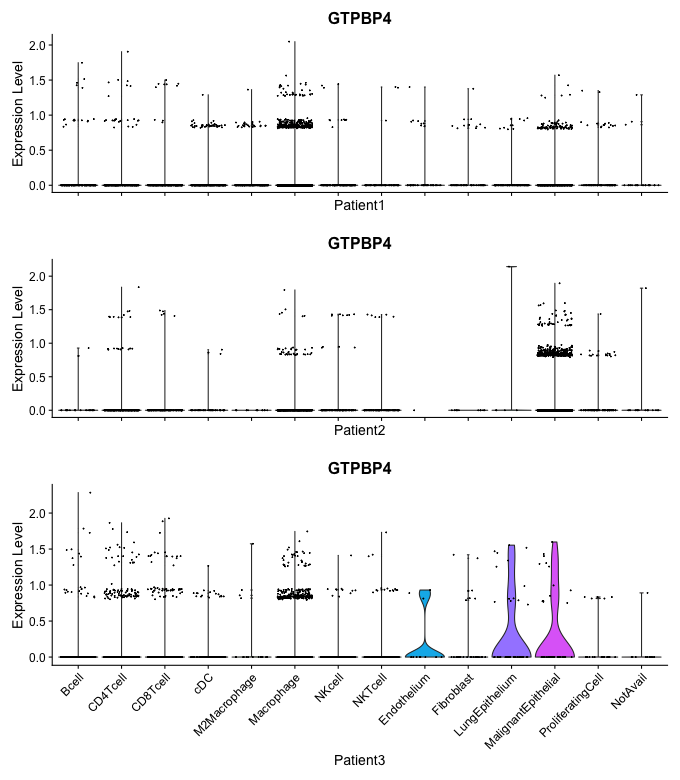 GTPBP4
Expression Level
2.0
1.5
1.0
0.5
0.0
Patient1
GTPBP4
Expression Level
2.0
1.5
1.0
0.5
0.0
Patient2
GTPBP4
Expression Level
2.0
1.5
1.0
0.5
0.0
Bcell
CD4Tcell
CD8Tcell
cDC
M2Macrophage
Macrophage
NKcell
NKTcell
Endothelium
Fibroblast
LungEpithelium
MalignantEpithelial
ProliferatingCell
NotAvail
Patient3